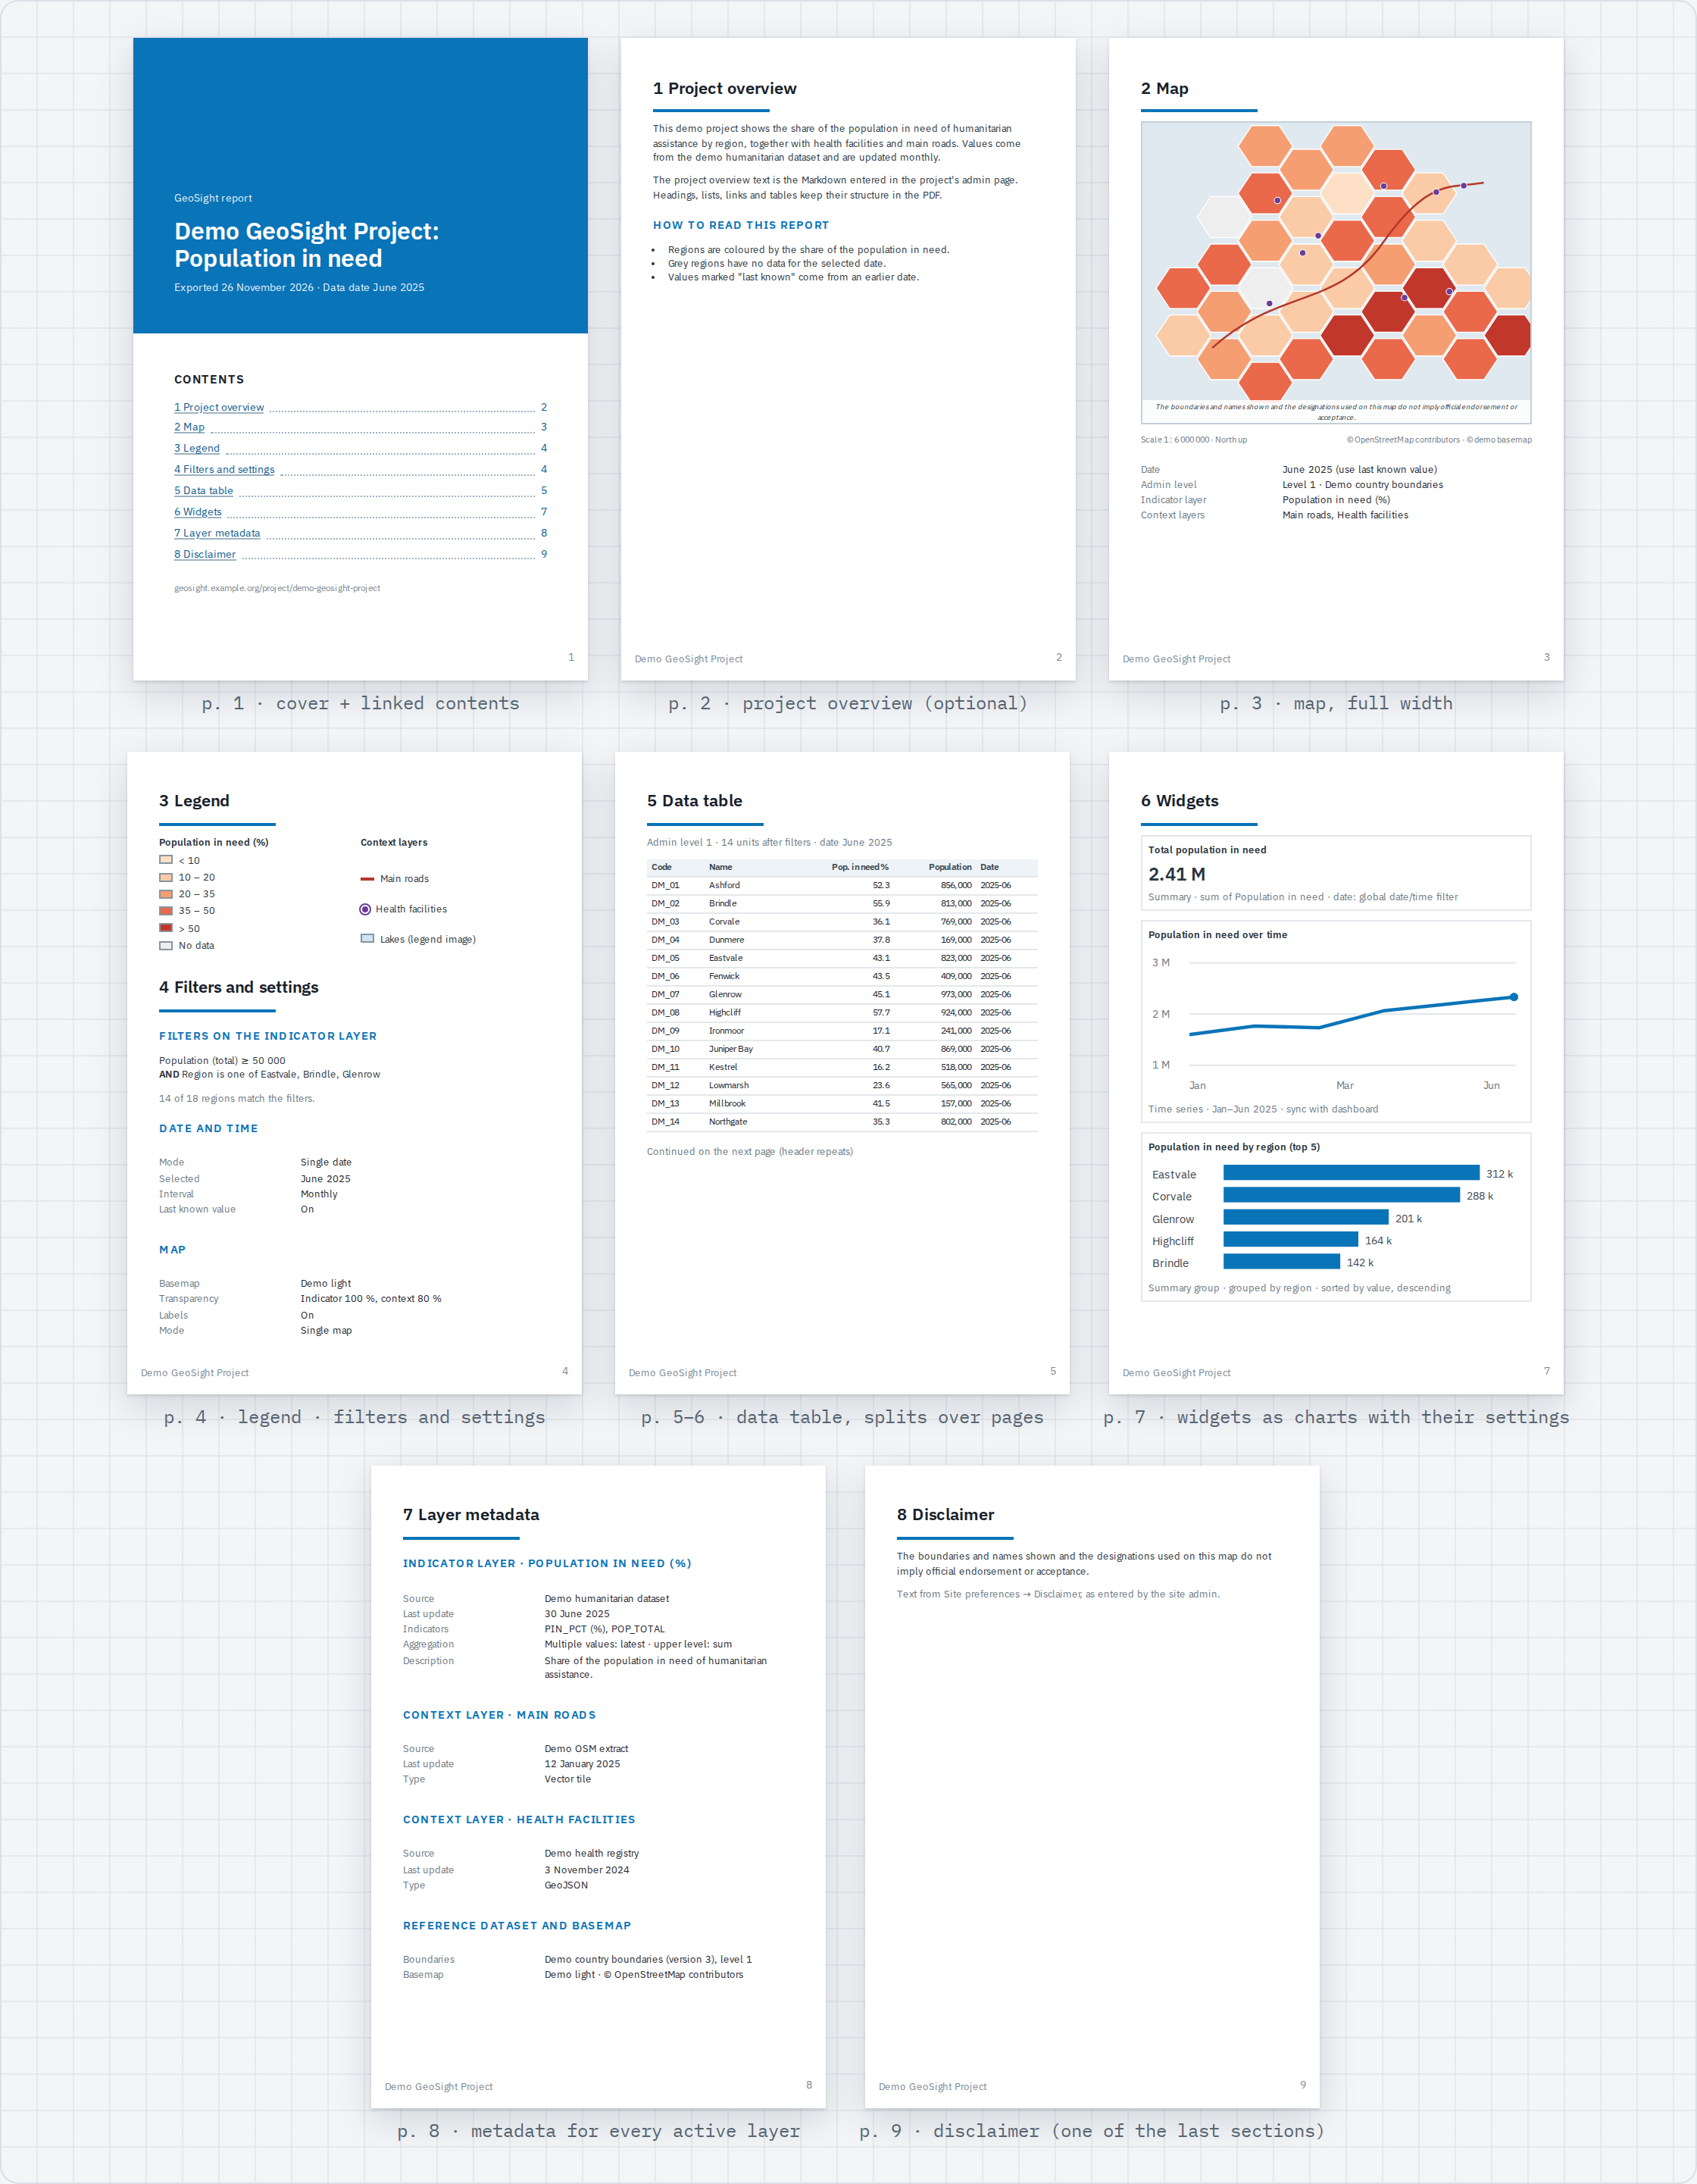 GeoSight report
Demo GeoSight Project:
Population in need
Exported 26 November 2026 · Data date June 2025
CONTENTS
1 Project overview 2
2 Map 3
3 Legend 4
4 Filters and settings 4
5 Data table 5
6 Widgets 7
7 Layer metadata 8
8 Disclaimer 9
geosight.example.org/project/demo-geosight-project
1
p. 1 · cover + linked contents
1 Project overview
This demo project shows the share of the population in need of humanitarian
assistance by region, together with health facilities and main roads. Values come
from the demo humanitarian dataset and are updated monthly.
The project overview text is the Markdown entered in the project's admin page.
Headings, lists, links and tables keep their structure in the PDF.
HOW TO READ THIS REPORT
• Regions are coloured by the share of the population in need.
• Grey regions have no data for the selected date.
• Values marked "last known" come from an earlier date.
Demo GeoSight Project 2
p. 2 · project overview (optional)
2 Map
The boundaries and names shown and the designations used on this map do not imply official endorsement or
acceptance.
Scale 1 : 6 000 000 · North up © OpenStreetMap contributors · © demo basemap
Date June 2025 (use last known value)
Admin level Level 1 · Demo country boundaries
Indicator layer Population in need (%)
Context layers Main roads, Health facilities
Demo GeoSight Project 3
p. 3 · map, full width
3 Legend
Population in need (%) Context layers
< 10
10 – 20
20 – 35
35 – 50
> 50
No data
Main roads
Health facilities
Lakes (legend image)
4 Filters and settings
FILTERS ON THE INDICATOR LAYER
Population (total) ≥ 50 000
AND Region is one of Eastvale, Brindle, Glenrow
14 of 18 regions match the filters.
DATE AND TIME
Mode Single date
Selected June 2025
Interval Monthly
Last known value On
MAP
Basemap Demo light
Transparency Indicator 100 %, context 80 %
Labels On
Mode Single map
Demo GeoSight Project 4
p. 4 · legend · filters and settings
5 Data table
Admin level 1 · 14 units after filters · date June 2025
Code Name Pop. in need % Population Date
DM_01 Ashford 52.3 856,000 2025-06
DM_02 Brindle 55.9 813,000 2025-06
DM_03 Corvale 36.1 769,000 2025-06
DM_04 Dunmere 37.8 169,000 2025-06
DM_05 Eastvale 43.1 823,000 2025-06
DM_06 Fenwick 43.5 409,000 2025-06
DM_07 Glenrow 45.1 973,000 2025-06
DM_08 Highcliff 57.7 924,000 2025-06
DM_09 Ironmoor 17.1 241,000 2025-06
DM_10 Juniper Bay 40.7 869,000 2025-06
DM_11 Kestrel 16.2 518,000 2025-06
DM_12 Lowmarsh 23.6 565,000 2025-06
DM_13 Millbrook 41.5 157,000 2025-06
DM_14 Northgate 35.3 802,000 2025-06
Continued on the next page (header repeats)
Demo GeoSight Project 5
p. 5–6 · data table, splits over pages
6 Widgets
Total population in need
2.41 M
Summary · sum of Population in need · date: global date/time filter
Population in need over time
3 M
2 M
1 M
Jan Mar Jun
Time series · Jan–Jun 2025 · sync with dashboard
Population in need by region (top 5)
Eastvale 312 k
Corvale 288 k
Glenrow 201 k
Highcliff 164 k
Brindle 142 k
Summary group · grouped by region · sorted by value, descending
Demo GeoSight Project 7
p. 7 · widgets as charts with their settings
7 Layer metadata
INDICATOR LAYER · POPULATION IN NEED (%)
Source Demo humanitarian dataset
Last update 30 June 2025
Indicators PIN_PCT (%), POP_TOTAL
Aggregation Multiple values: latest · upper level: sum
Description Share of the population in need of humanitarian
assistance.
CONTEXT LAYER · MAIN ROADS
Source Demo OSM extract
Last update 12 January 2025
Type Vector tile
CONTEXT LAYER · HEALTH FACILITIES
Source Demo health registry
Last update 3 November 2024
Type GeoJSON
REFERENCE DATASET AND BASEMAP
Boundaries Demo country boundaries (version 3), level 1
Basemap Demo light · © OpenStreetMap contributors
Demo GeoSight Project 8
p. 8 · metadata for every active layer
8 Disclaimer
The boundaries and names shown and the designations used on this map do not
imply official endorsement or acceptance.
Text from Site preferences → Disclaimer, as entered by the site admin.
Demo GeoSight Project 9
p. 9 · disclaimer (one of the last sections)